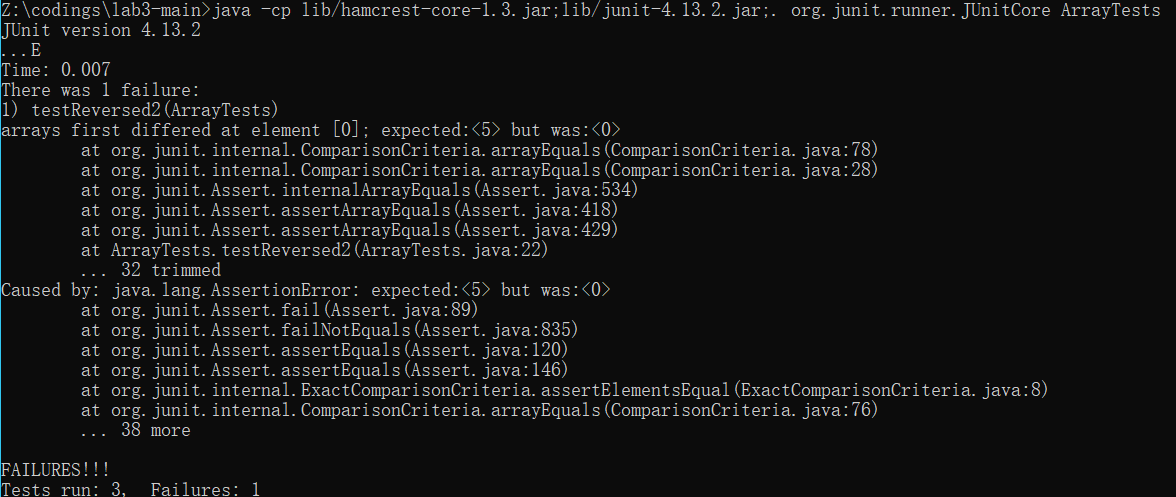 Z:\codings\lab3-main>java -cp lib/hamcrest-core-1.3.jar;lib/junit-4.13.2.jar;. org.junit.runner.JUnitCore ArrayTests
JUnit version 4.13.2
...E
Time: 0.007
There was 1 failure:
1) testReversed2(ArrayTests)
arrays first differed at element [0]; expected:<5> but was:<0>
        at org.junit.internal.ComparisonCriteria.arrayEquals(ComparisonCriteria.java:78)
        at org.junit.internal.ComparisonCriteria.arrayEquals(ComparisonCriteria.java:28)
        at org.junit.Assert.internalArrayEquals(Assert.java:534)
        at org.junit.Assert.assertArrayEquals(Assert.java:418)
        at org.junit.Assert.assertArrayEquals(Assert.java:429)
        at ArrayTests.testReversed2(ArrayTests.java:22)
        ... 32 trimmed
Caused by: java.lang.AssertionError: expected:<5> but was:<0>
        at org.junit.Assert.fail(Assert.java:89)
        at org.junit.Assert.failNotEquals(Assert.java:835)
        at org.junit.Assert.assertEquals(Assert.java:120)
        at org.junit.Assert.assertEquals(Assert.java:146)
        at org.junit.internal.ExactComparisonCriteria.assertElementsEqual(ExactComparisonCriteria.java:8)
        at org.junit.internal.ComparisonCriteria.arrayEquals(ComparisonCriteria.java:76)
        ... 38 more

FAILURES!!!
Tests run: 3,  Failures: 1